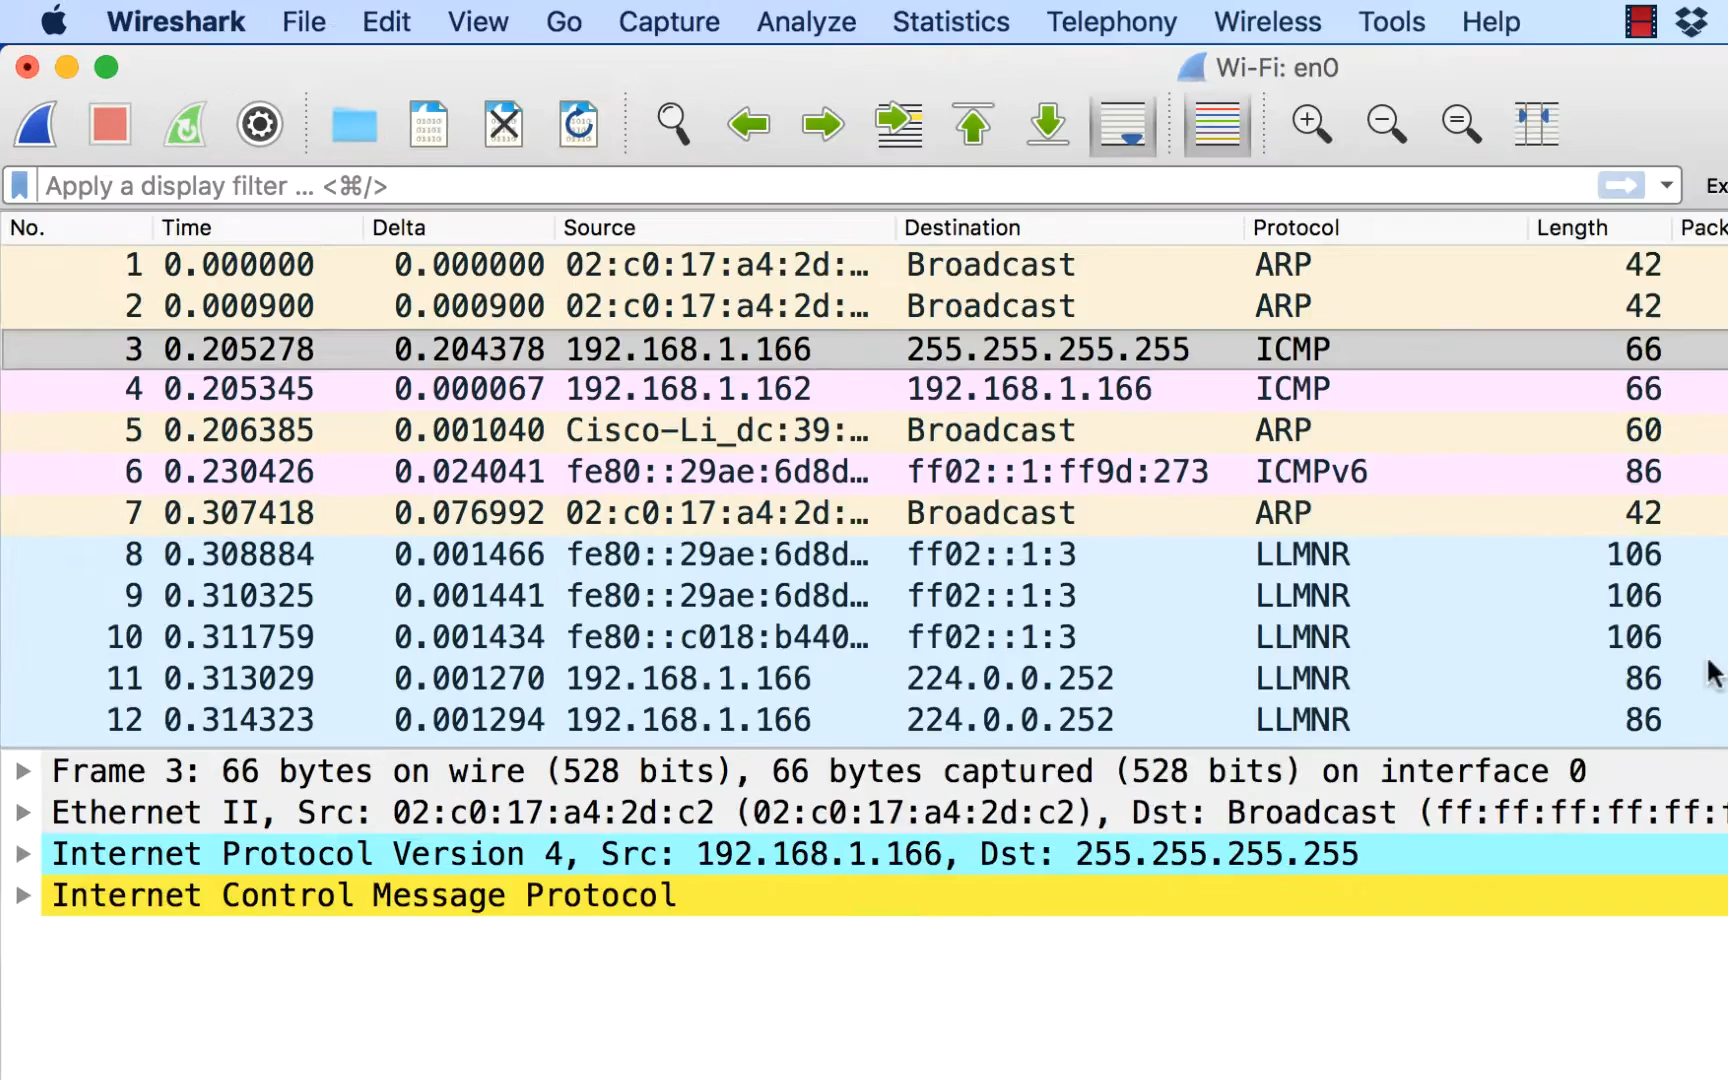 Wireshark File Edit View Go Capture Analyze Statistics Telephony Wireless Tools Help
Wi-Fi: en0
Apply a display filter ... <⌘/> Ex
No. Time Delta Source Destination Protocol Length Pack
1 0.000000 0.000000 02:c0:17:a4:2d:… Broadcast ARP 42
2 0.000900 0.000900 02:c0:17:a4:2d:… Broadcast ARP 42
3 0.205278 0.204378 192.168.1.166 255.255.255.255 ICMP 66
4 0.205345 0.000067 192.168.1.162 192.168.1.166 ICMP 66
5 0.206385 0.001040 Cisco-Li_dc:39:… Broadcast ARP 60
6 0.230426 0.024041 fe80::29ae:6d8d… ff02::1:ff9d:273 ICMPv6 86
7 0.307418 0.076992 02:c0:17:a4:2d:… Broadcast ARP 42
8 0.308884 0.001466 fe80::29ae:6d8d… ff02::1:3 LLMNR 106
9 0.310325 0.001441 fe80::29ae:6d8d… ff02::1:3 LLMNR 106
10 0.311759 0.001434 fe80::c018:b440… ff02::1:3 LLMNR 106
11 0.313029 0.001270 192.168.1.166 224.0.0.252 LLMNR 86
12 0.314323 0.001294 192.168.1.166 224.0.0.252 LLMNR 86
Frame 3: 66 bytes on wire (528 bits), 66 bytes captured (528 bits) on interface 0
Ethernet II, Src: 02:c0:17:a4:2d:c2 (02:c0:17:a4:2d:c2), Dst: Broadcast (ff:ff:ff:ff:ff:
Internet Protocol Version 4, Src: 192.168.1.166, Dst: 255.255.255.255
Internet Control Message Protocol